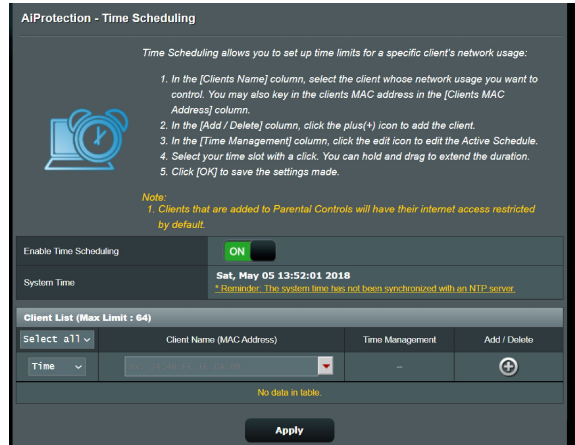 AiProtection - Time Scheduling
Time Scheduling allows you to set up time limits for a specific client's network usage:
1. In the [Clients Name] column, select the client whose network usage you want to
control. You may also key in the clients MAC address in the [Clients MAC
Address] column.
2. In the [Add / Delete] column, click the plus(+) icon to add the client.
3. In the [Time Management] column, click the edit icon to edit the Active Schedule.
4. Select your time slot with a click. You can hold and drag to extend the duration.
5. Click [OK] to save the settings made.
Note:
1. Clients that are added to Parental Controls will have their internet access restricted
by default.
Enable Time Scheduling ON
System Time Sat, May 05 13:52:01 2018
* Reminder: The system time has not been synchronized with an NTP server.
Client List (Max Limit : 64)
Select all Client Name (MAC Address) Time Management Add / Delete
Time --
No data in table.
Apply